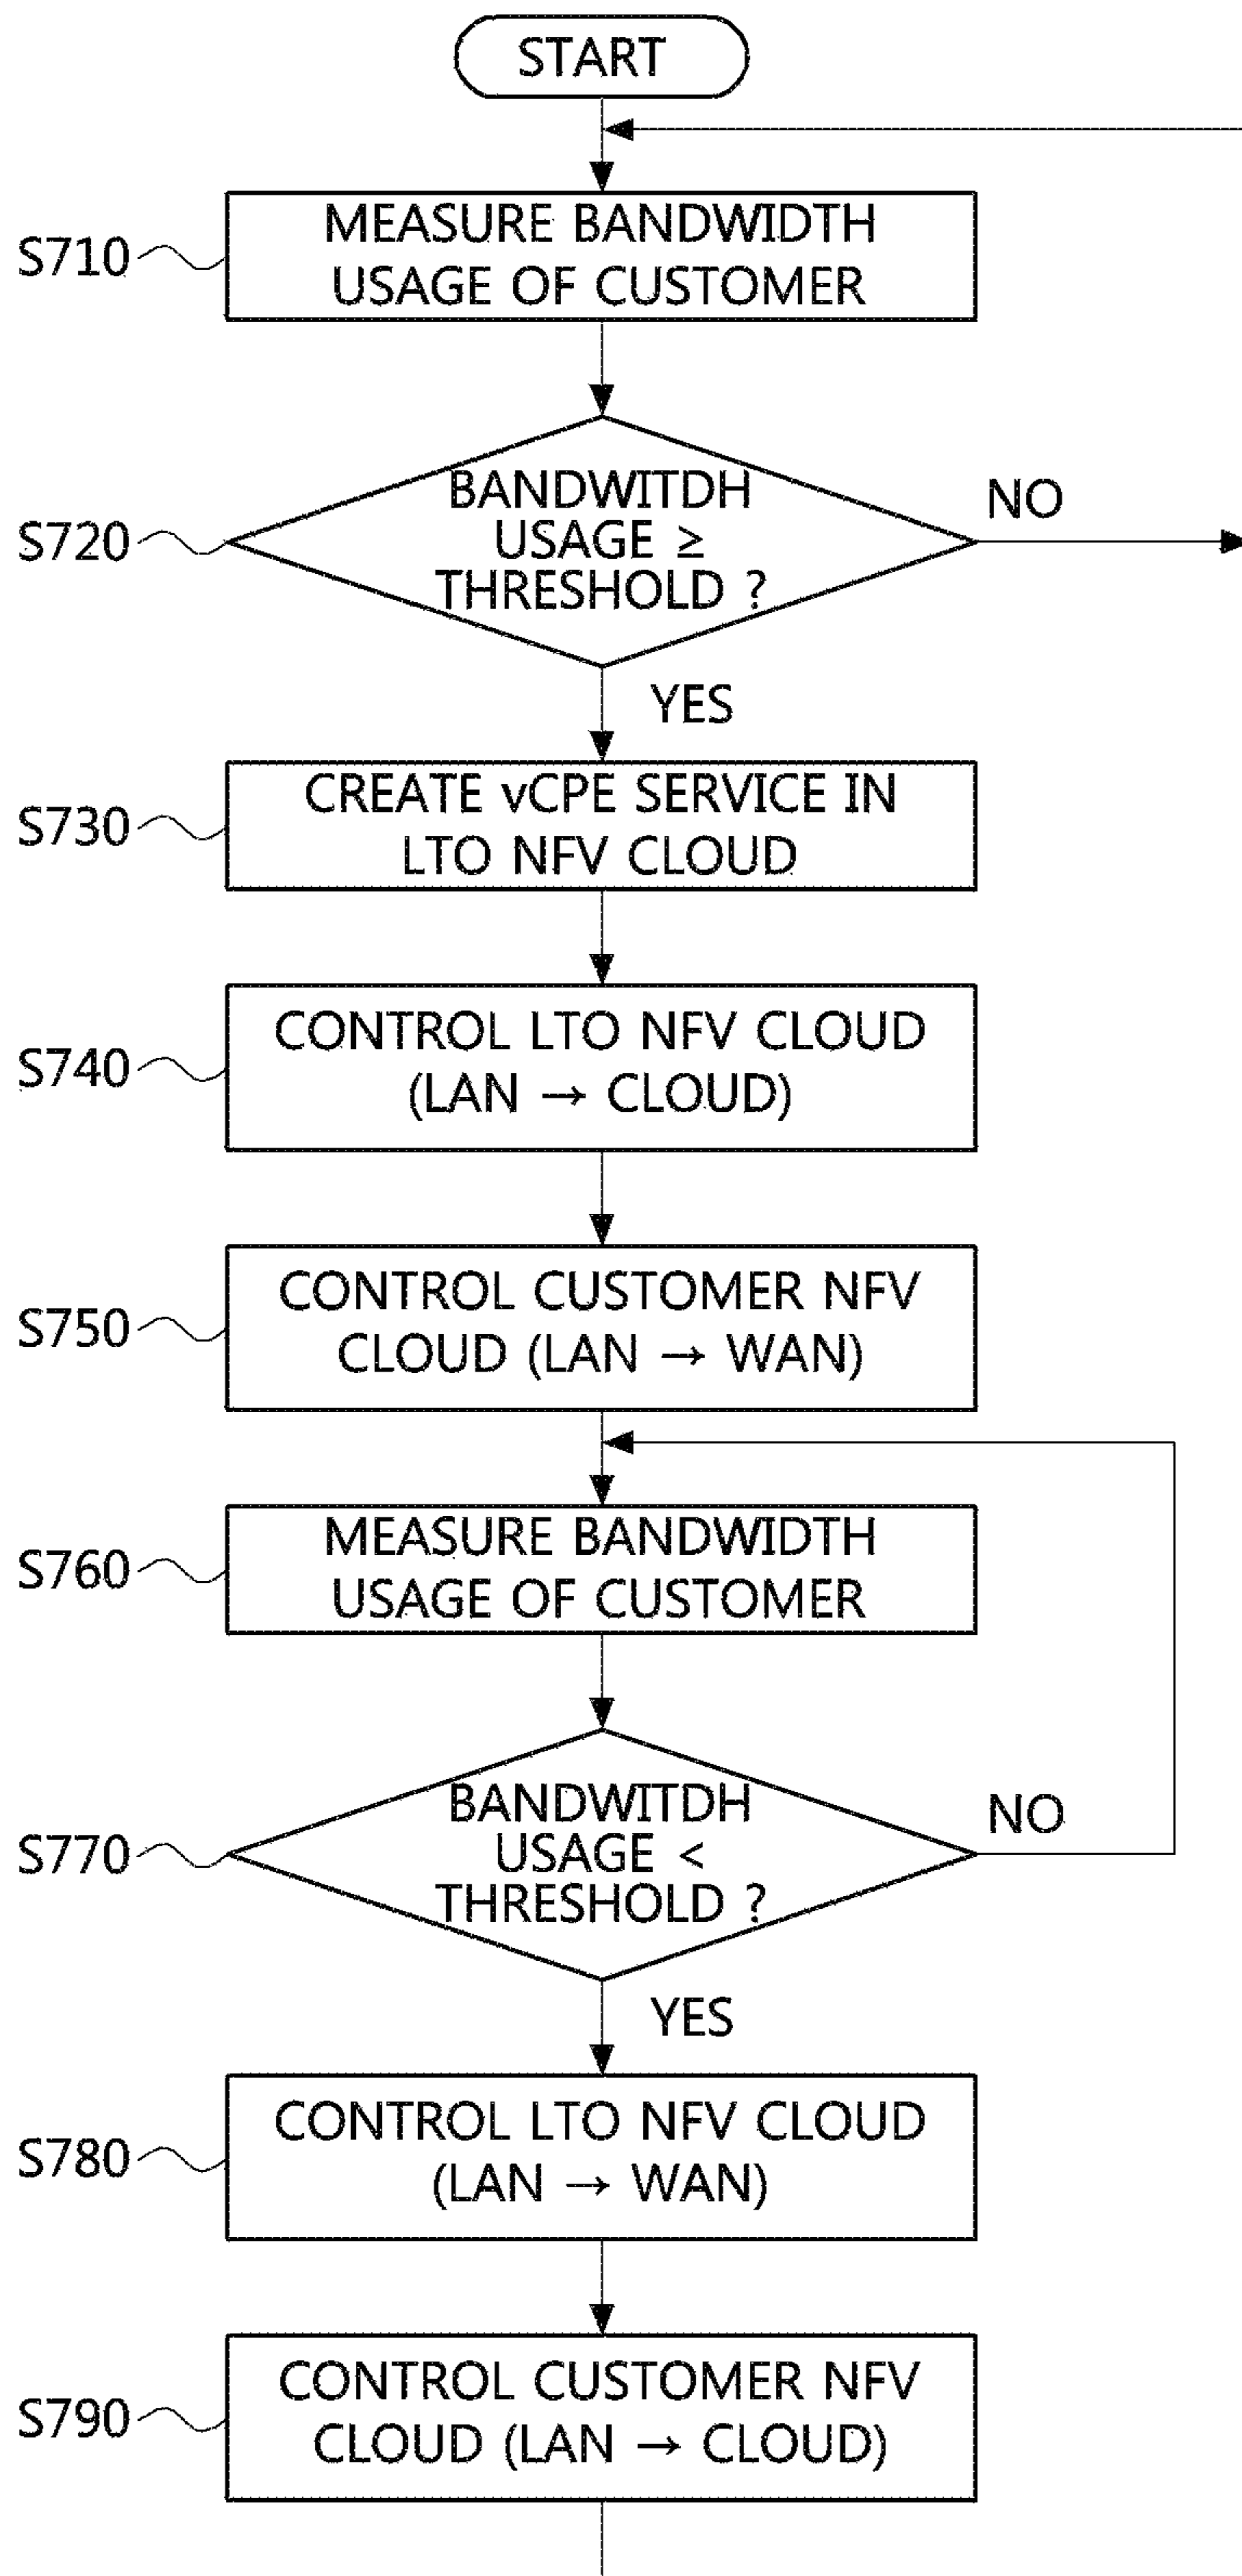 START
S710
MEASURE BANDWIDTH
USAGE OF CUSTOMER
S720
BANDWITDH
USAGE ≥
THRESHOLD ?
NO
YES
S730
CREATE vCPE SERVICE IN
LTO NFV CLOUD
S740
CONTROL LTO NFV CLOUD
(LAN → CLOUD)
S750
CONTROL CUSTOMER NFV
CLOUD (LAN → WAN)
S760
MEASURE BANDWIDTH
USAGE OF CUSTOMER
S770
BANDWITDH
USAGE <
THRESHOLD ?
NO
YES
S780
CONTROL LTO NFV CLOUD
(LAN → WAN)
S790
CONTROL CUSTOMER NFV
CLOUD (LAN → CLOUD)